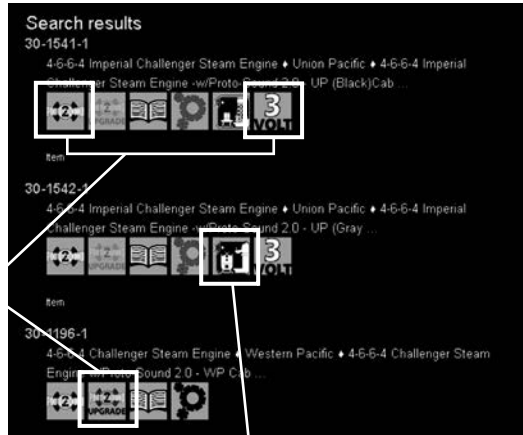 Search results
30-1541-1
4-6-6-4 Imperial Challenger Steam Engine ♦ Union Pacific ♦ 4-6-6-4 Imperial
Challenger Steam Engine -w/Proto-Sound 2.0 - UP (Black)Cab ...
2 2 UPGRADE 3 VOLT
Item
30-1542-1
4-6-6-4 Imperial Challenger Steam Engine ♦ Union Pacific ♦ 4-6-6-4 Imperial
Challenger Steam Engine -w/Proto-Sound 2.0 - UP (Gray ...
2 2 UPGRADE 3 VOLT
Item
30-1196-1
4-6-6-4 Challenger Steam Engine ♦ Western Pacific ♦ 4-6-6-4 Challenger Steam
Engine w/Proto-Sound 2.0 - WP Cab ...
2 2 UPGRADE